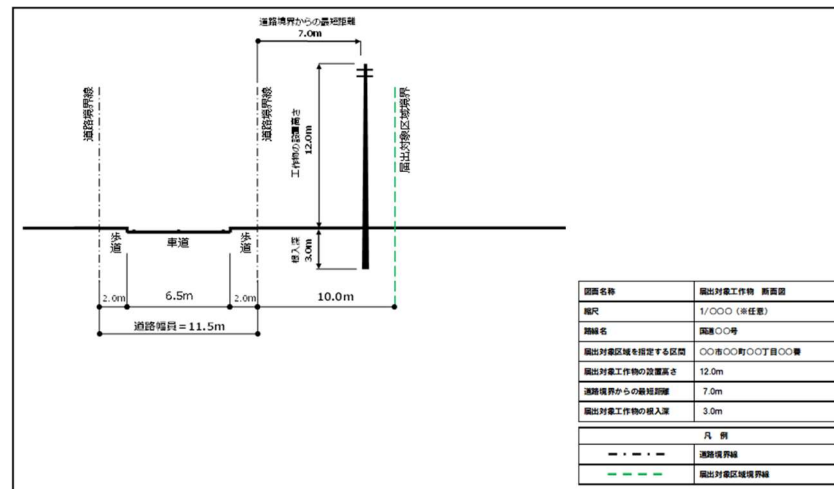 道路境界からの最短距離
7.0m
道路境界線
道路境界線
工作物の設置高さ
12.0m
届出対象区域境界
歩道
車道
歩道
根入深
3.0m
2.0m
6.5m
2.0m
10.0m
道路幅員=11.5m
図面名称 届出対象工作物 断面図
縮尺 1/○○○(※任意)
路線名 国道○○号
届出対象区域を指定する区間 ○○市○○町○○丁目○○番
届出対象工作物の設置高さ 12.0m
道路境界からの最短距離 7.0m
届出対象工作物の根入深 3.0m
凡 例
道路境界線
届出対象区域境界線